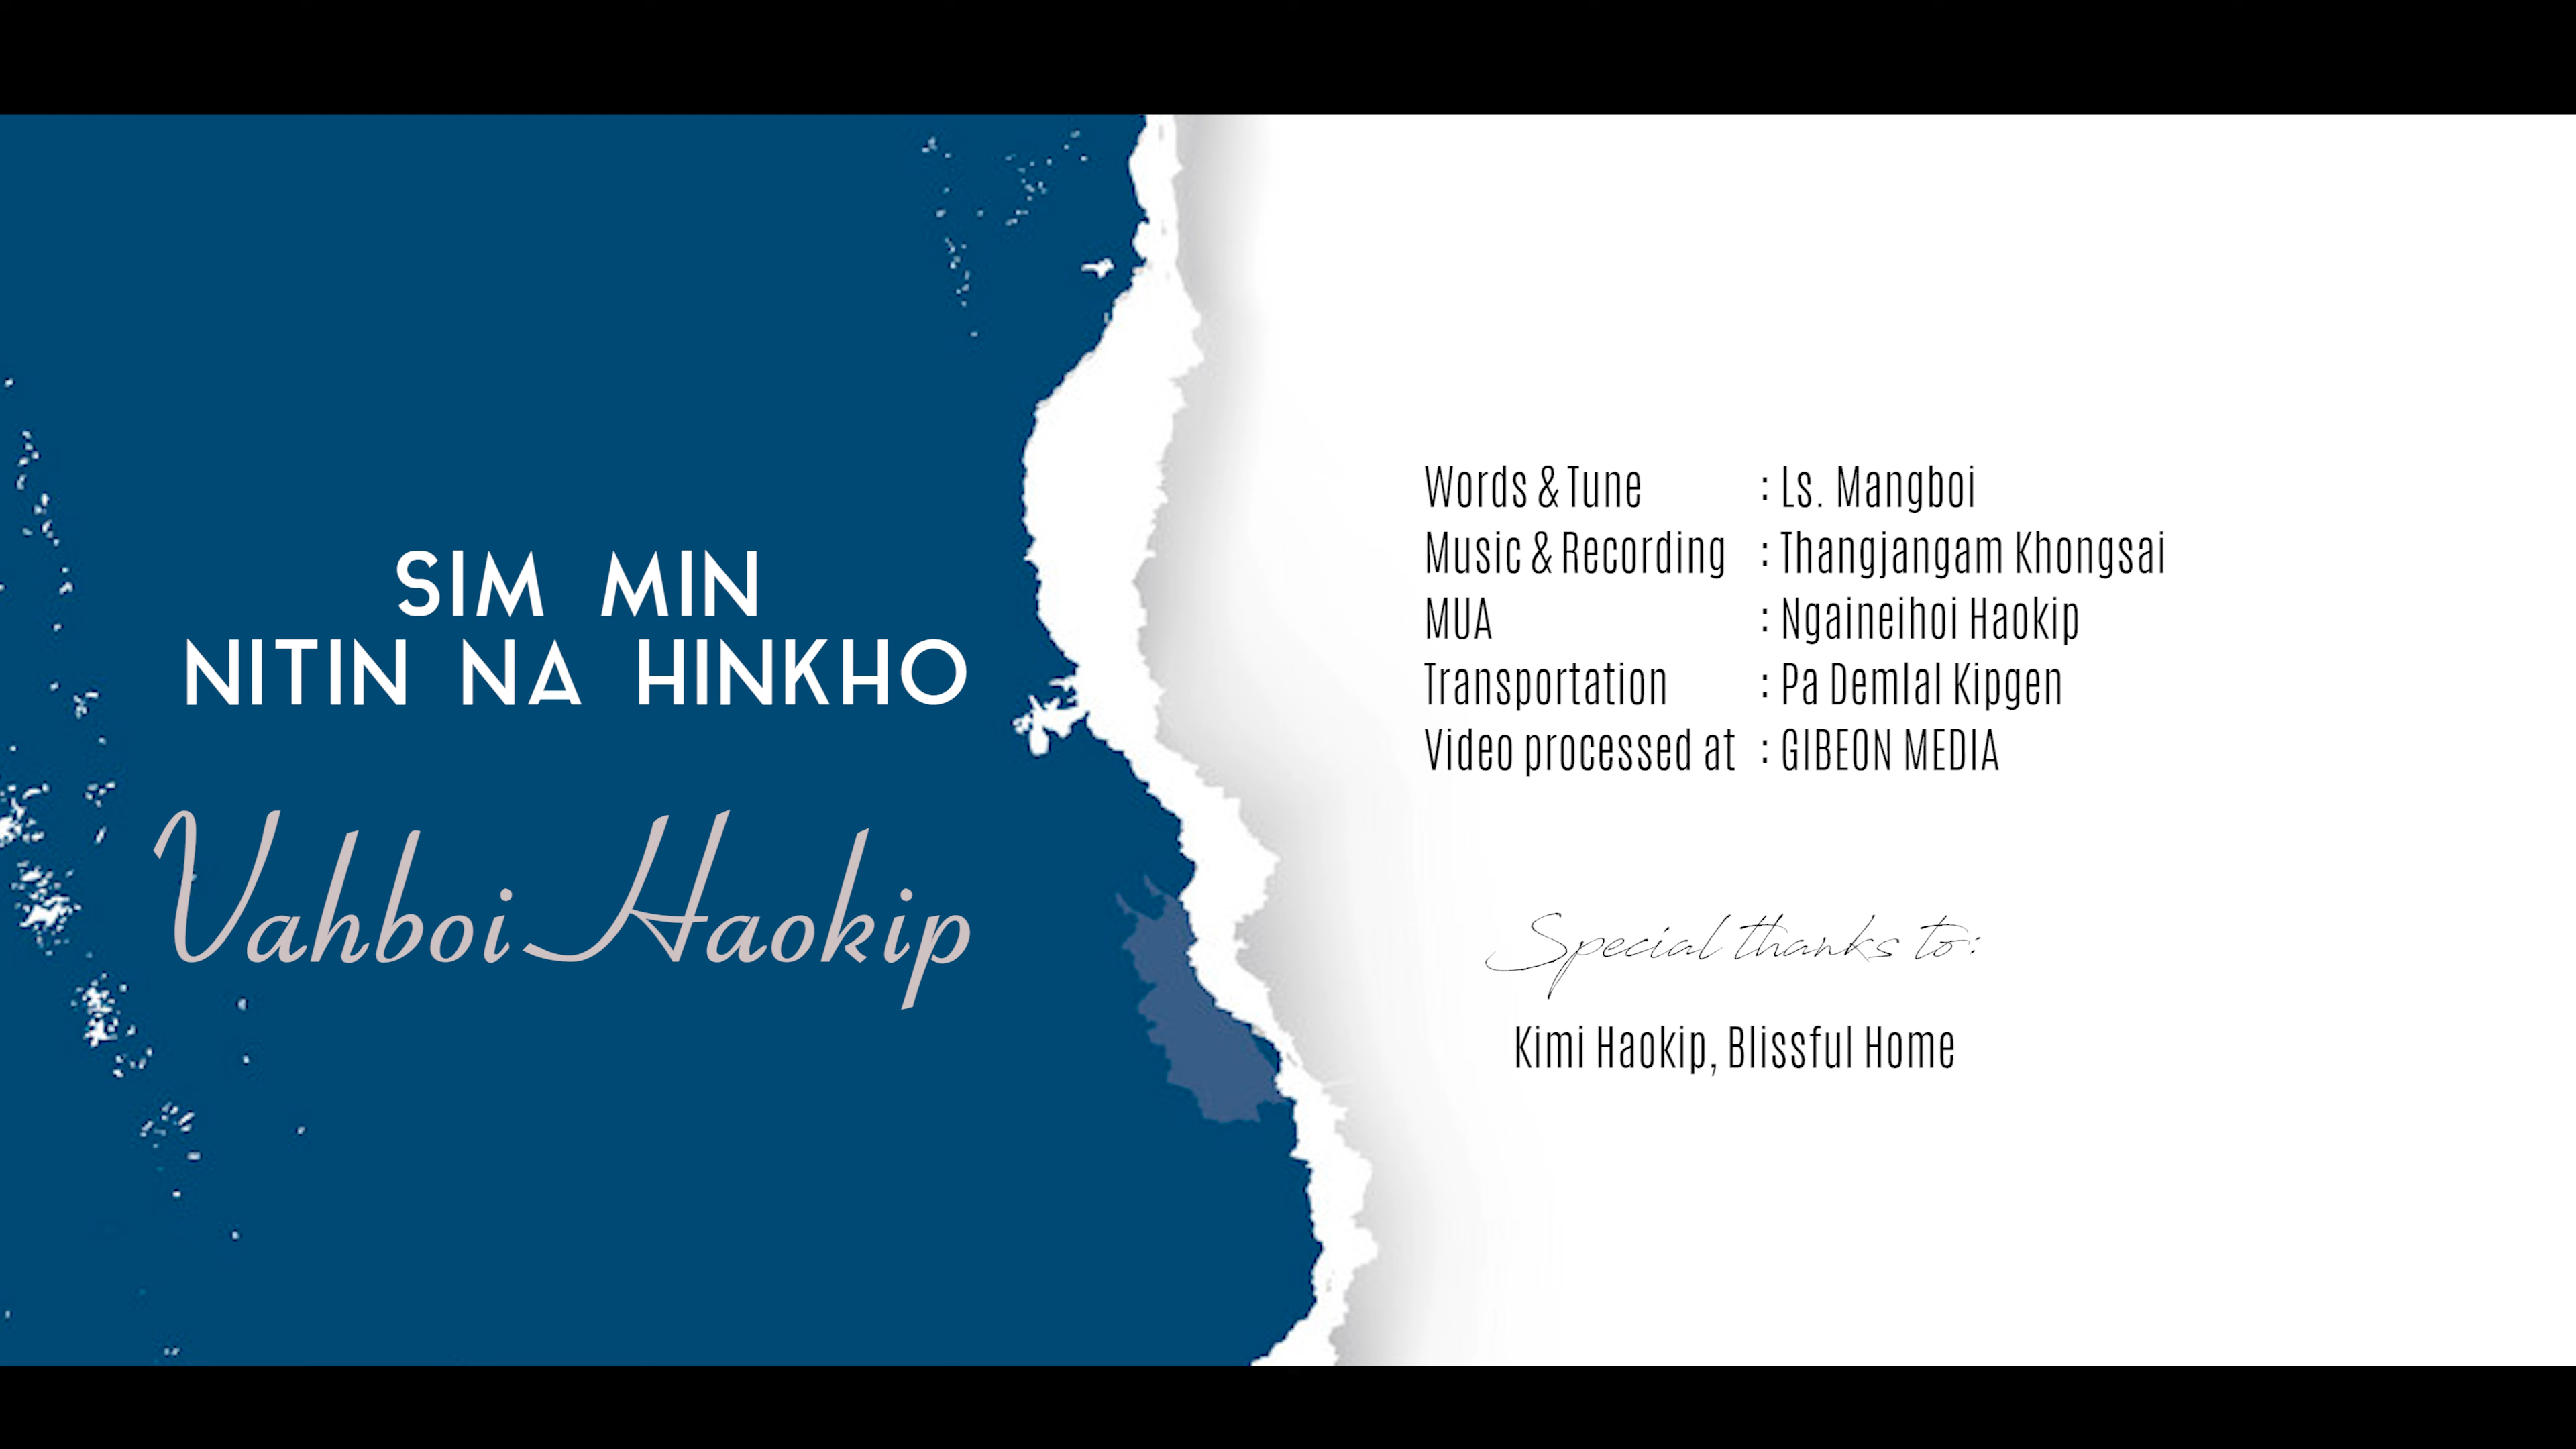 SIM MIN
NITIN NA HINKHO
Vahboi Haokip
Words & Tune : Ls. Mangboi
Music & Recording : Thangjangam Khongsai
MUA : Ngaineihoi Haokip
Transportation : Pa Demlal Kipgen
Video processed at : GIBEON MEDIA
Special thanks to:
Kimi Haokip, Blissful Home